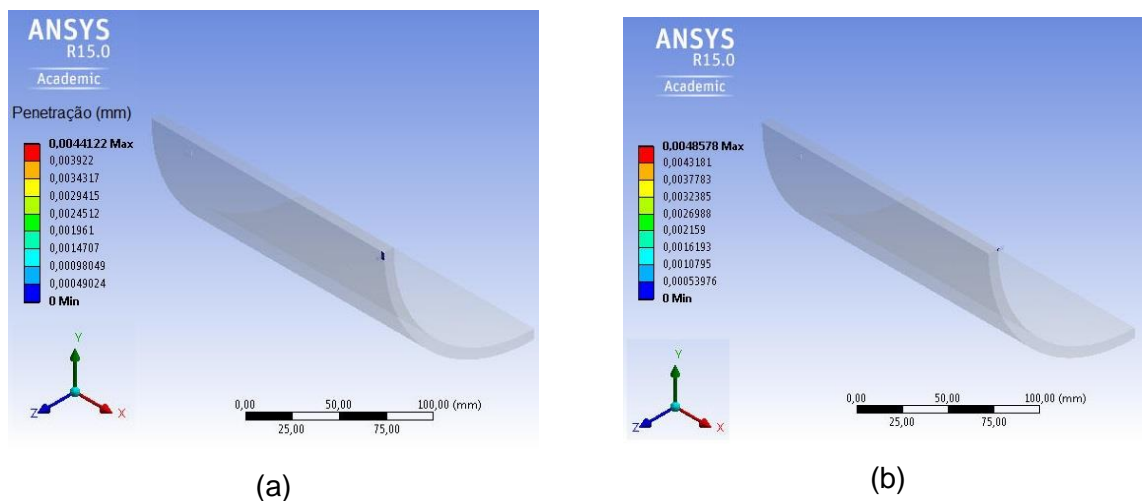 ANSYS
R15.0
Academic
Penetração (mm)
0,0044122 Max
0,003922
0,0034317
0,0029415
0,0024512
0,001961
0,0014707
0,00098049
0,00049024
0 Min
Y
Z
X
0,00 50,00 100,00 (mm)
25,00 75,00
(a)
ANSYS
R15.0
Academic
0,0048578 Max
0,0043181
0,0037783
0,0032385
0,0026988
0,002159
0,0016193
0,0010795
0,00053976
0 Min
Y
Z
X
0,00 50,00 100,00 (mm)
25,00 75,00
(b)